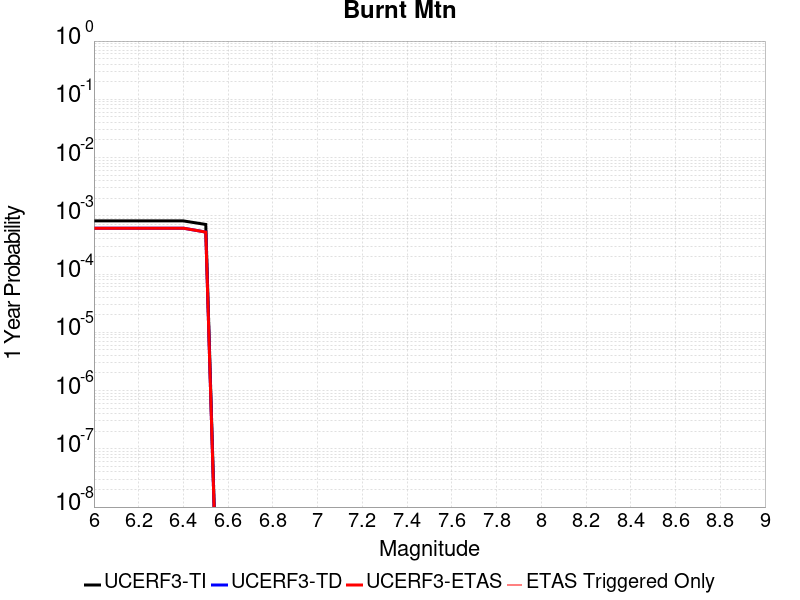 Burnt Mtn
10^0
10^-1
10^-2
10^-3
10^-4
10^-5
10^-6
10^-7
10^-8
1 Year Probability
6 6.2 6.4 6.6 6.8 7 7.2 7.4 7.6 7.8 8 8.2 8.4 8.6 8.8 9
Magnitude
UCERF3-TI UCERF3-TD UCERF3-ETAS ETAS Triggered Only